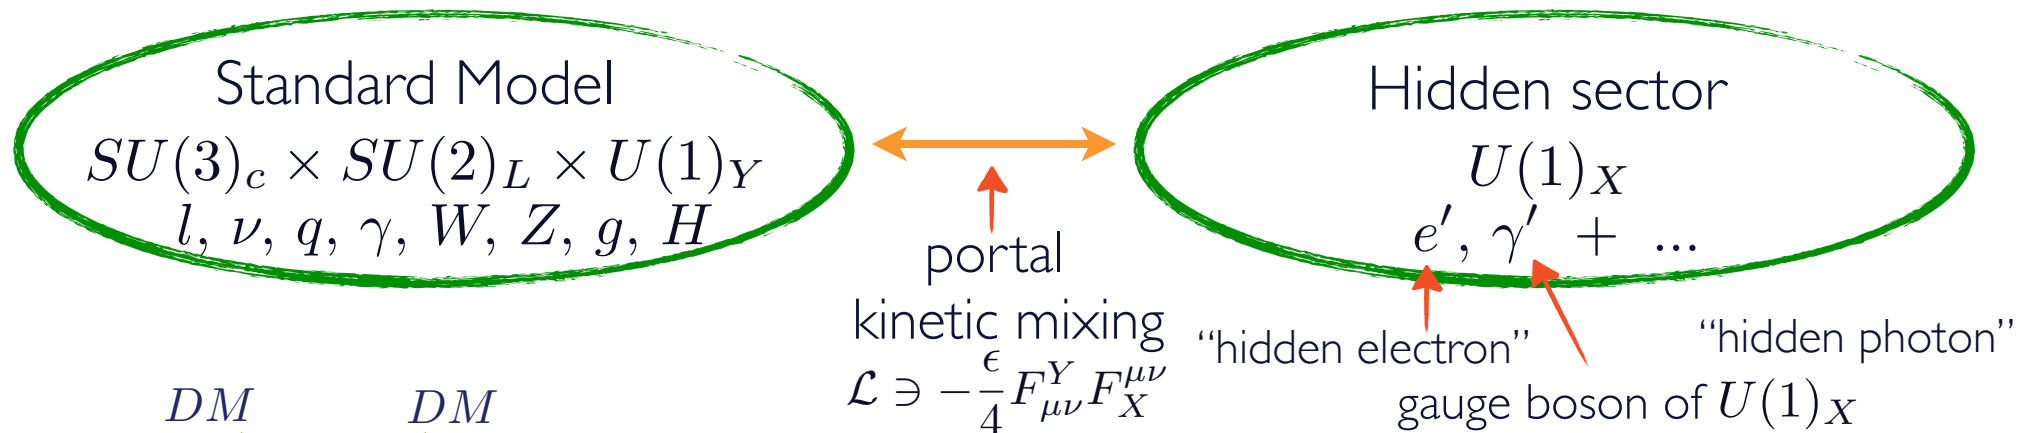 Standard Model
SU(3)_c × SU(2)_L × U(1)_Y
l, ν, q, γ, W, Z, g, H
portal
kinetic mixing
ℒ ∋ −ϵ/4 F^Y_{μν} F_X^{μν}
Hidden sector
U(1)_X
e′, γ′ + ...
“hidden electron”
“hidden photon”
gauge boson of U(1)_X
DM DM